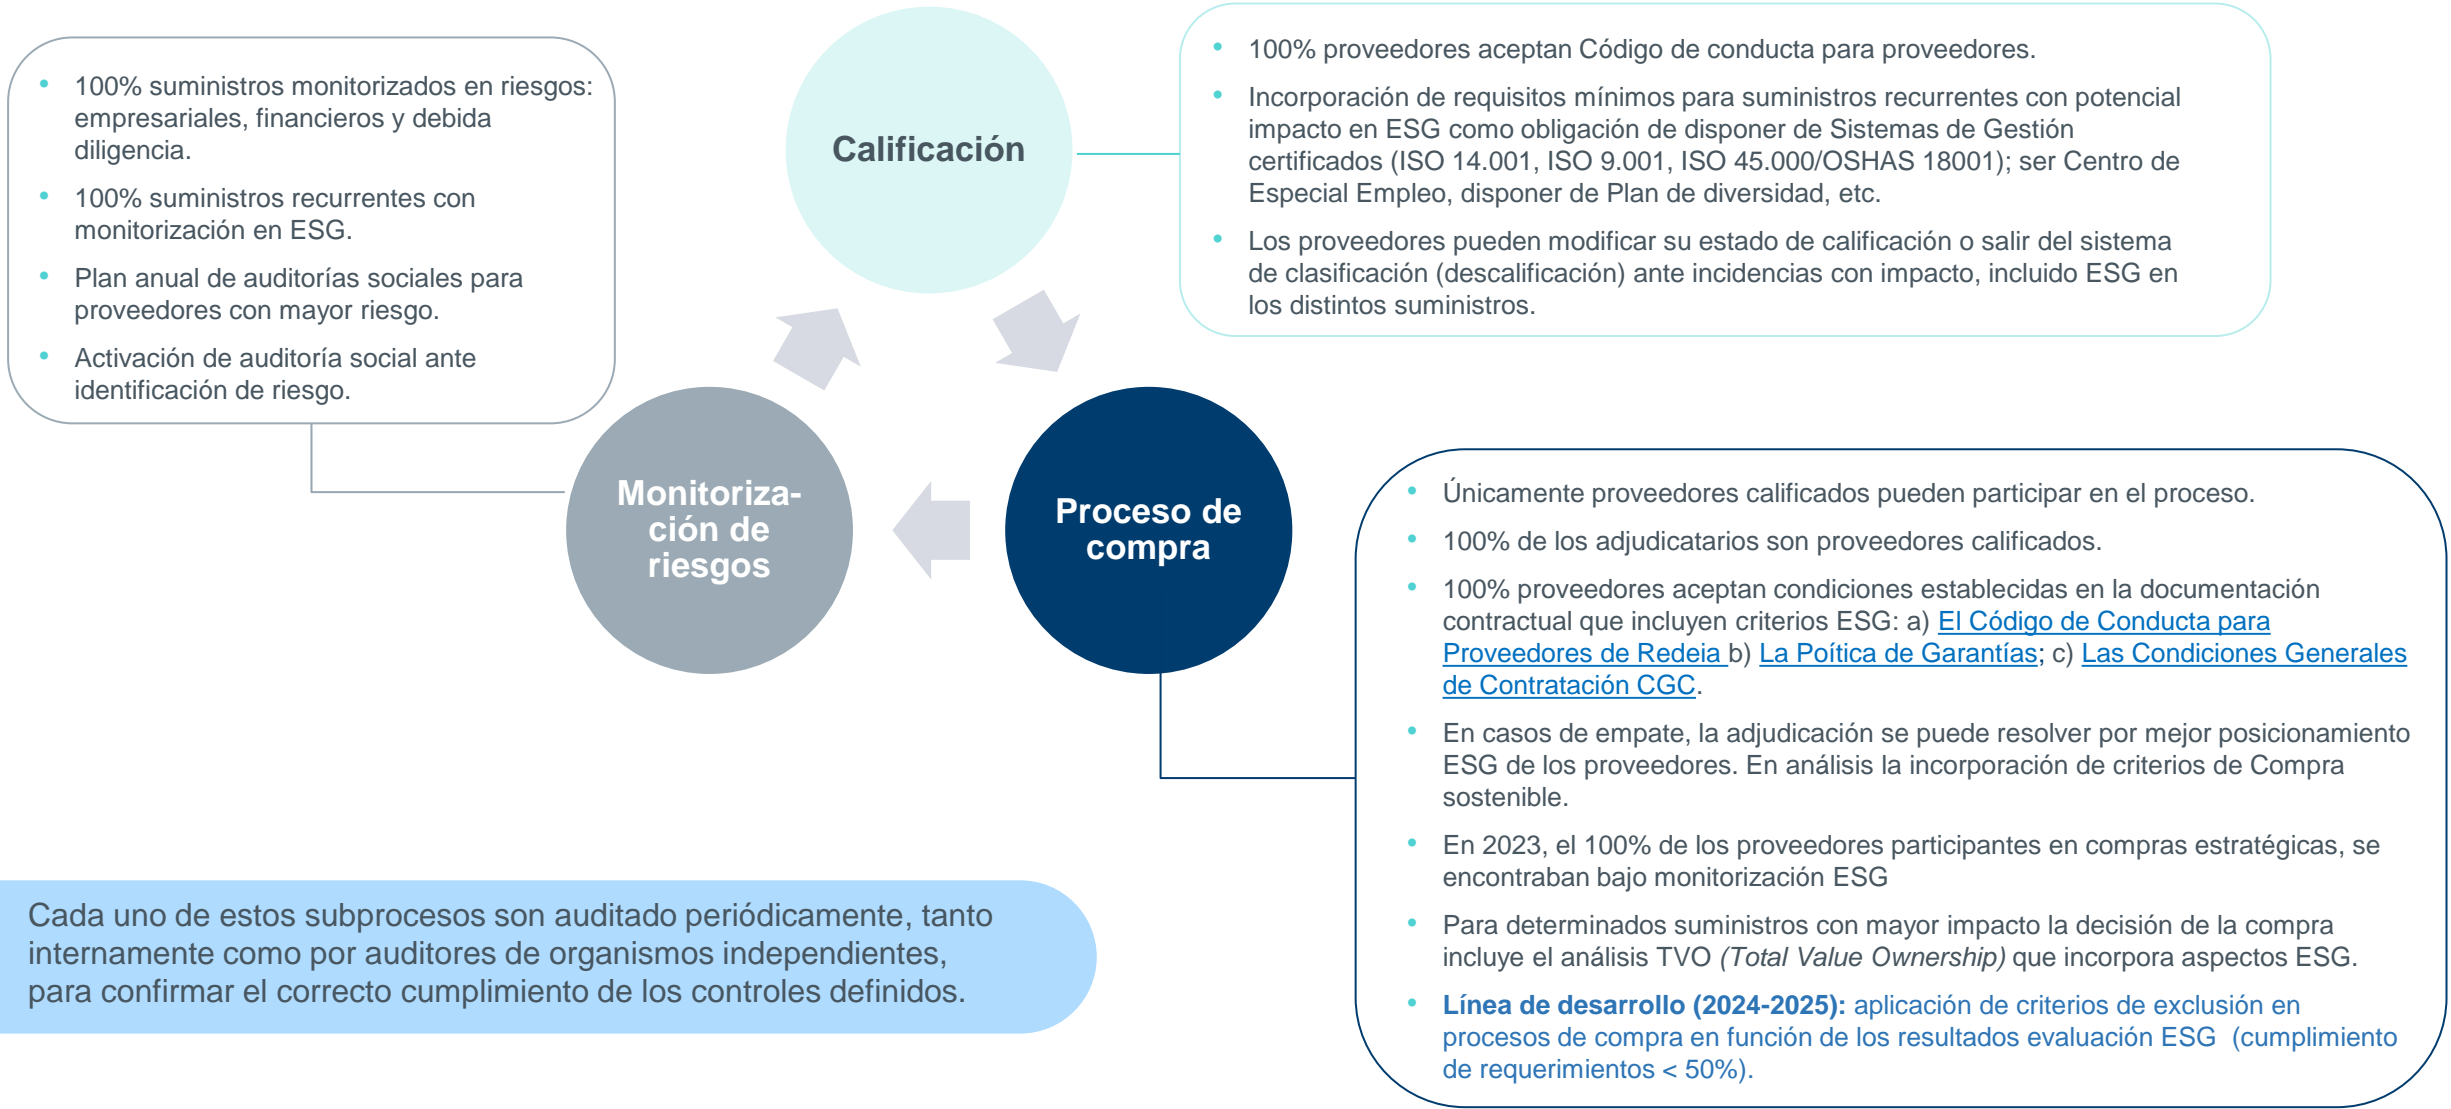 100% suministros monitorizados en riesgos:
empresariales, financieros y debida
diligencia.
100% suministros recurrentes con
monitorización en ESG.
Plan anual de auditorías sociales para
proveedores con mayor riesgo.
Activación de auditoría social ante
identificación de riesgo.
Calificación
100% proveedores aceptan Código de conducta para proveedores.
Incorporación de requisitos mínimos para suministros recurrentes con potencial
impacto en ESG como obligación de disponer de Sistemas de Gestión
certificados (ISO 14.001, ISO 9.001, ISO 45.000/OSHAS 18001); ser Centro de
Especial Empleo, disponer de Plan de diversidad, etc.
Los proveedores pueden modificar su estado de calificación o salir del sistema
de clasificación (descalificación) ante incidencias con impacto, incluido ESG en
los distintos suministros.
Monitoriza-
ción de
riesgos
Proceso de
compra
Únicamente proveedores calificados pueden participar en el proceso.
100% de los adjudicatarios son proveedores calificados.
100% proveedores aceptan condiciones establecidas en la documentación
contractual que incluyen criterios ESG: a) El Código de Conducta para
Proveedores de Redeia b) La Poítica de Garantías; c) Las Condiciones Generales
de Contratación CGC.
En casos de empate, la adjudicación se puede resolver por mejor posicionamiento
ESG de los proveedores. En análisis la incorporación de criterios de Compra
sostenible.
En 2023, el 100% de los proveedores participantes en compras estratégicas, se
encontraban bajo monitorización ESG
Para determinados suministros con mayor impacto la decisión de la compra
incluye el análisis TVO (Total Value Ownership) que incorpora aspectos ESG.
Línea de desarrollo (2024-2025): aplicación de criterios de exclusión en
procesos de compra en función de los resultados evaluación ESG (cumplimiento
de requerimientos < 50%).
Cada uno de estos subprocesos son auditado periódicamente, tanto
internamente como por auditores de organismos independientes,
para confirmar el correcto cumplimiento de los controles definidos.